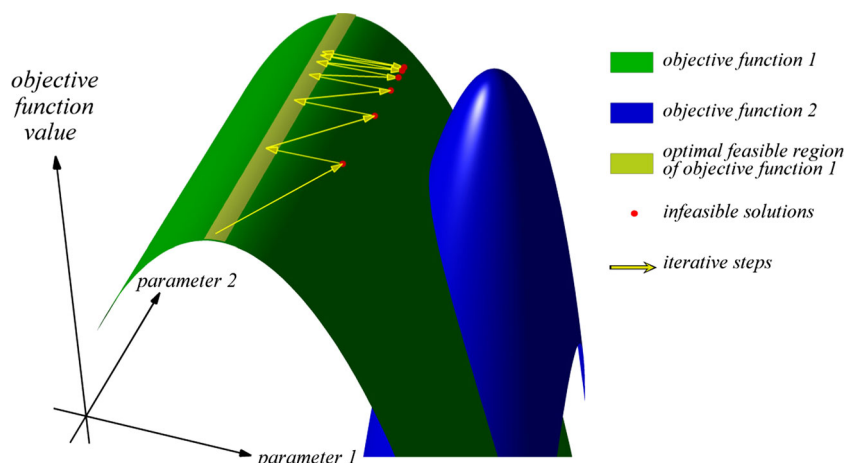 objective
function
value
parameter 2
parameter 1
objective function 1
objective function 2
optimal feasible region
of objective function 1
infeasible solutions
iterative steps